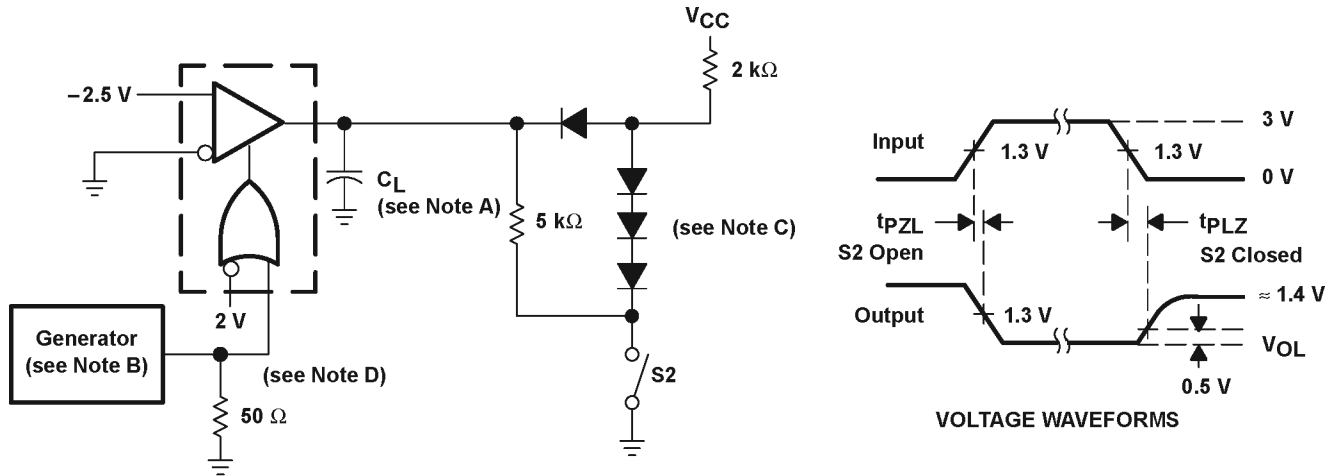 VCC
2 kΩ
−2.5 V
CL
(see Note A)
5 kΩ
(see Note C)
2 V
Generator
(see Note B)
(see Note D)
50 Ω
S2
Input
3 V
1.3 V
1.3 V
0 V
tPZL
tPLZ
S2 Open
S2 Closed
≈ 1.4 V
Output
1.3 V
VOL
0.5 V
VOLTAGE WAVEFORMS